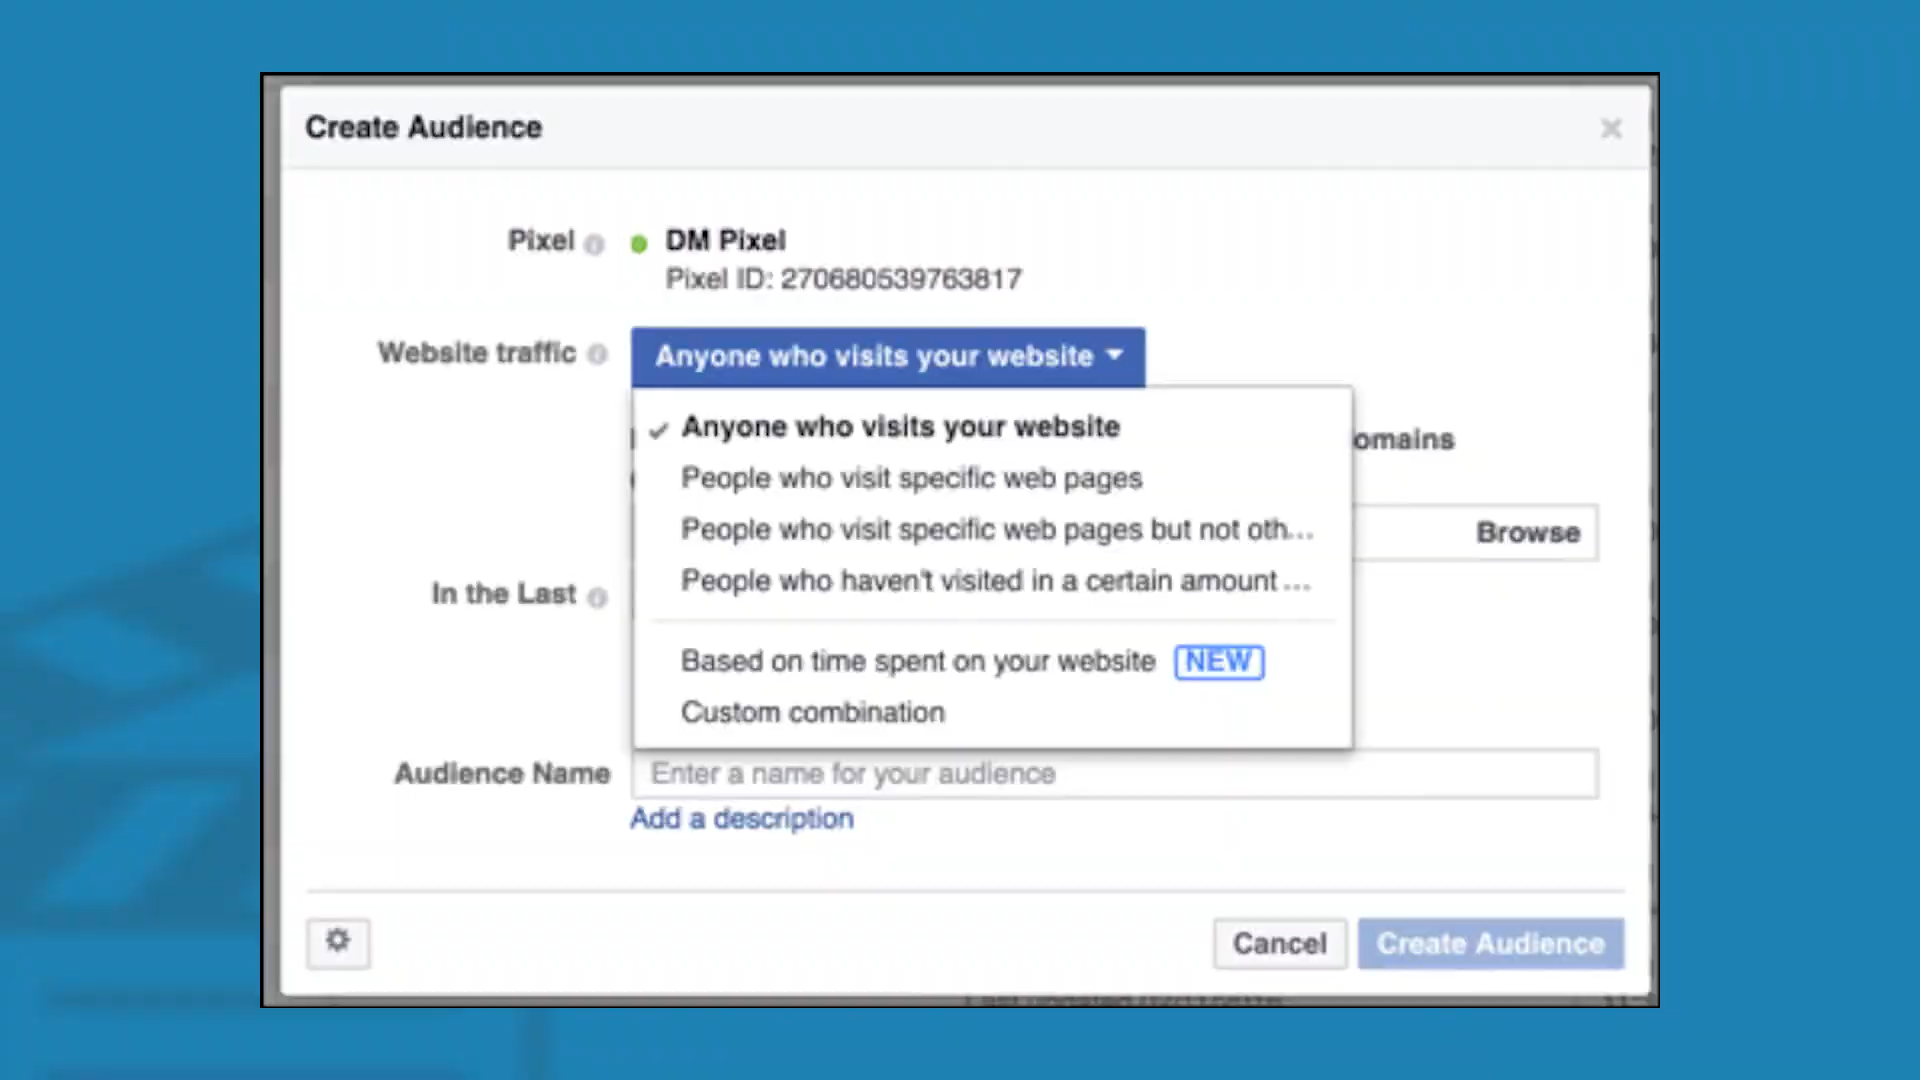 Create Audience
Pixel
DM Pixel
Pixel ID: 270680539763817
Website traffic
Anyone who visits your website
Anyone who visits your website
omains
People who visit specific web pages
People who visit specific web pages but not oth...
Browse
People who haven't visited in a certain amount ...
In the Last
Based on time spent on your website NEW
Custom combination
Audience Name
Enter a name for your audience
Add a description
Cancel
Create Audience